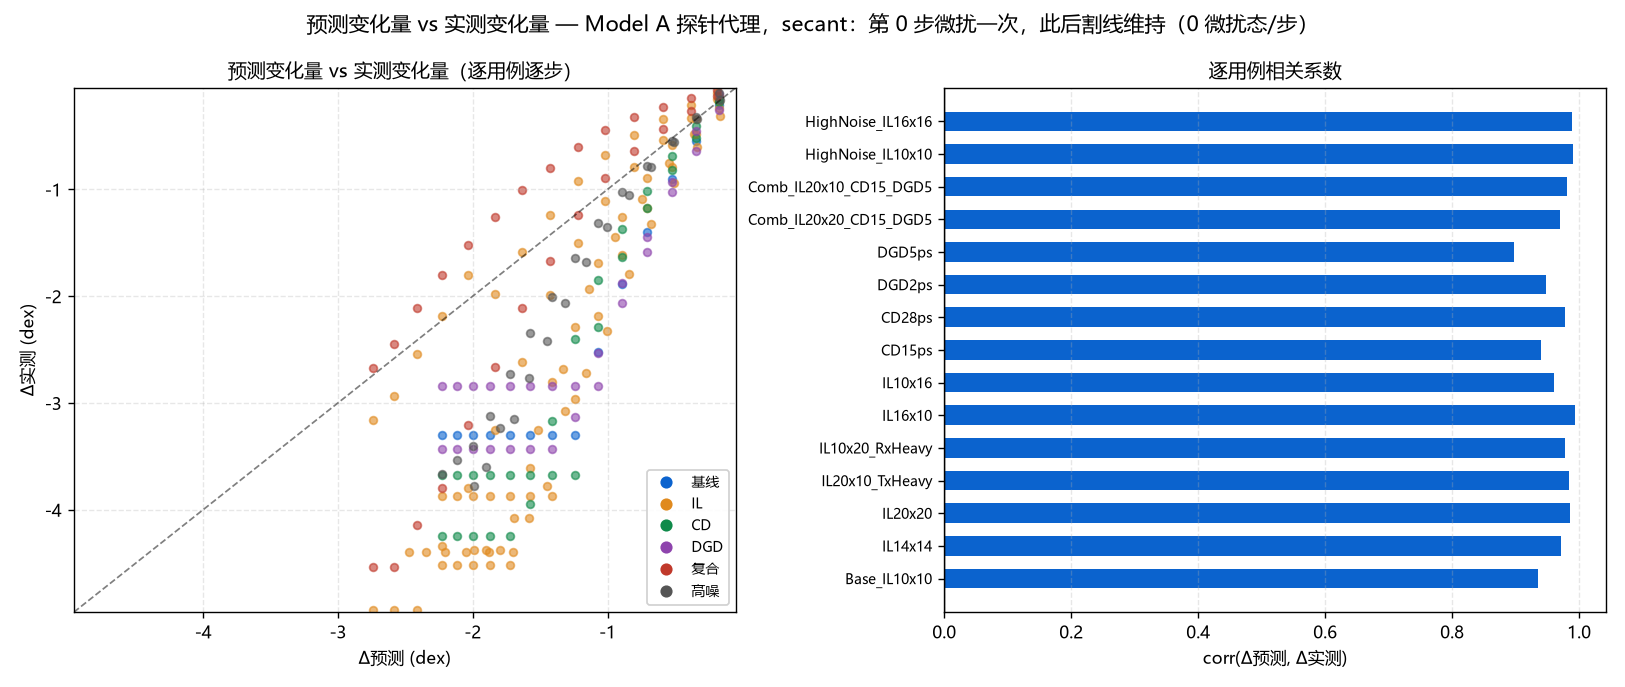 预测变化量 vs 实测变化量 — Model A 探针代理，secant：第 0 步微扰一次，此后割线维持（0 微扰态/步）
预测变化量 vs 实测变化量（逐用例逐步）
Δ实测 (dex)
-1
-2
-3
-4
-4
-3
-2
-1
Δ预测 (dex)
基线
IL
CD
DGD
复合
高噪
逐用例相关系数
HighNoise_IL16x16
HighNoise_IL10x10
Comb_IL20x10_CD15_DGD5
Comb_IL20x20_CD15_DGD5
DGD5ps
DGD2ps
CD28ps
CD15ps
IL10x16
IL16x10
IL10x20_RxHeavy
IL20x10_TxHeavy
IL20x20
IL14x14
Base_IL10x10
0.0
0.2
0.4
0.6
0.8
1.0
corr(Δ预测, Δ实测)